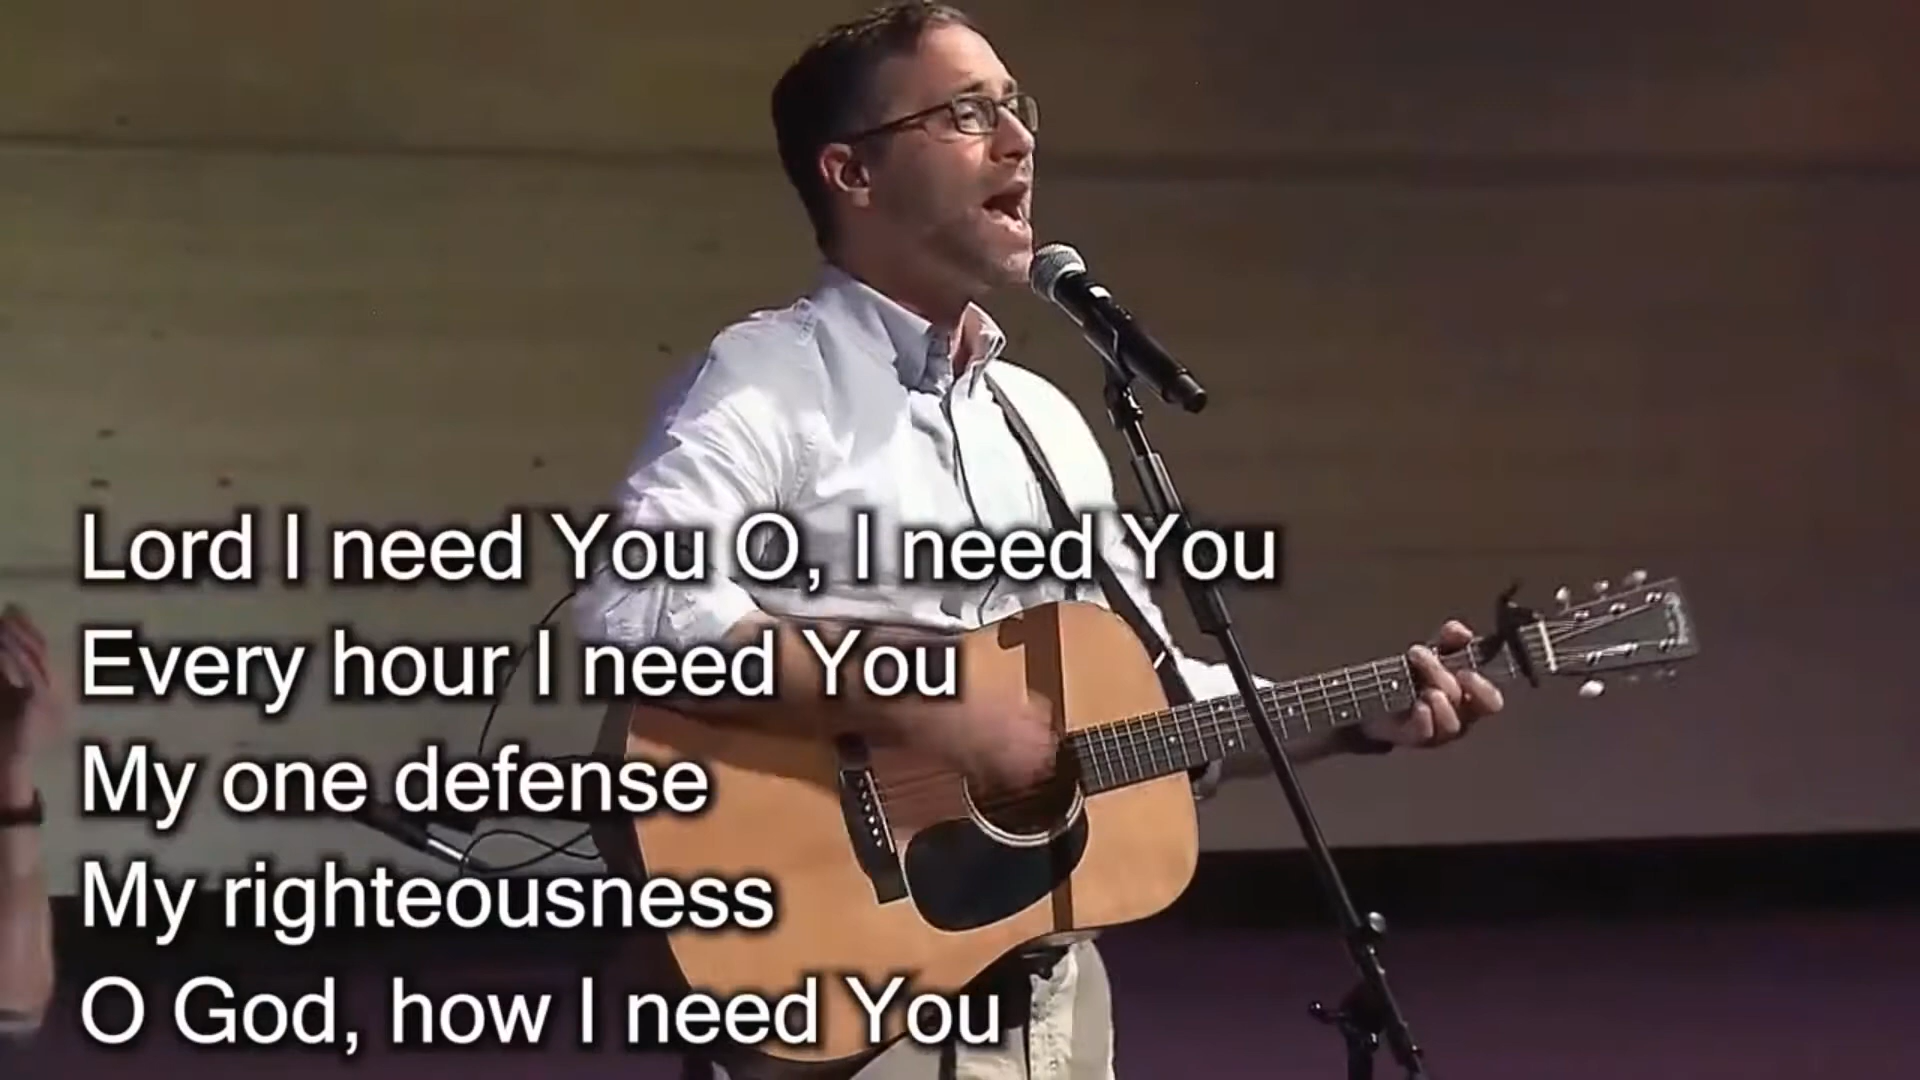 Lord I need You O, I need You
Every hour I need You
My one defense
My righteousness
O God, how I need You